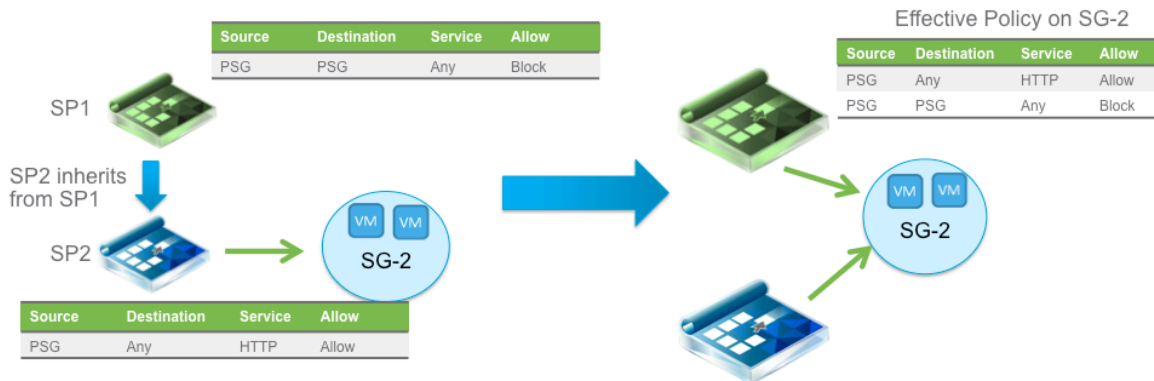 Effective Policy on SG-2
Source Destination Service Allow
PSG PSG Any Block
SP1
SP2 inherits
from SP1
SP2
VM VM
SG-2
Source Destination Service Allow
PSG Any HTTP Allow
Source Destination Service Allow
PSG Any HTTP Allow
PSG PSG Any Block
VM VM
SG-2